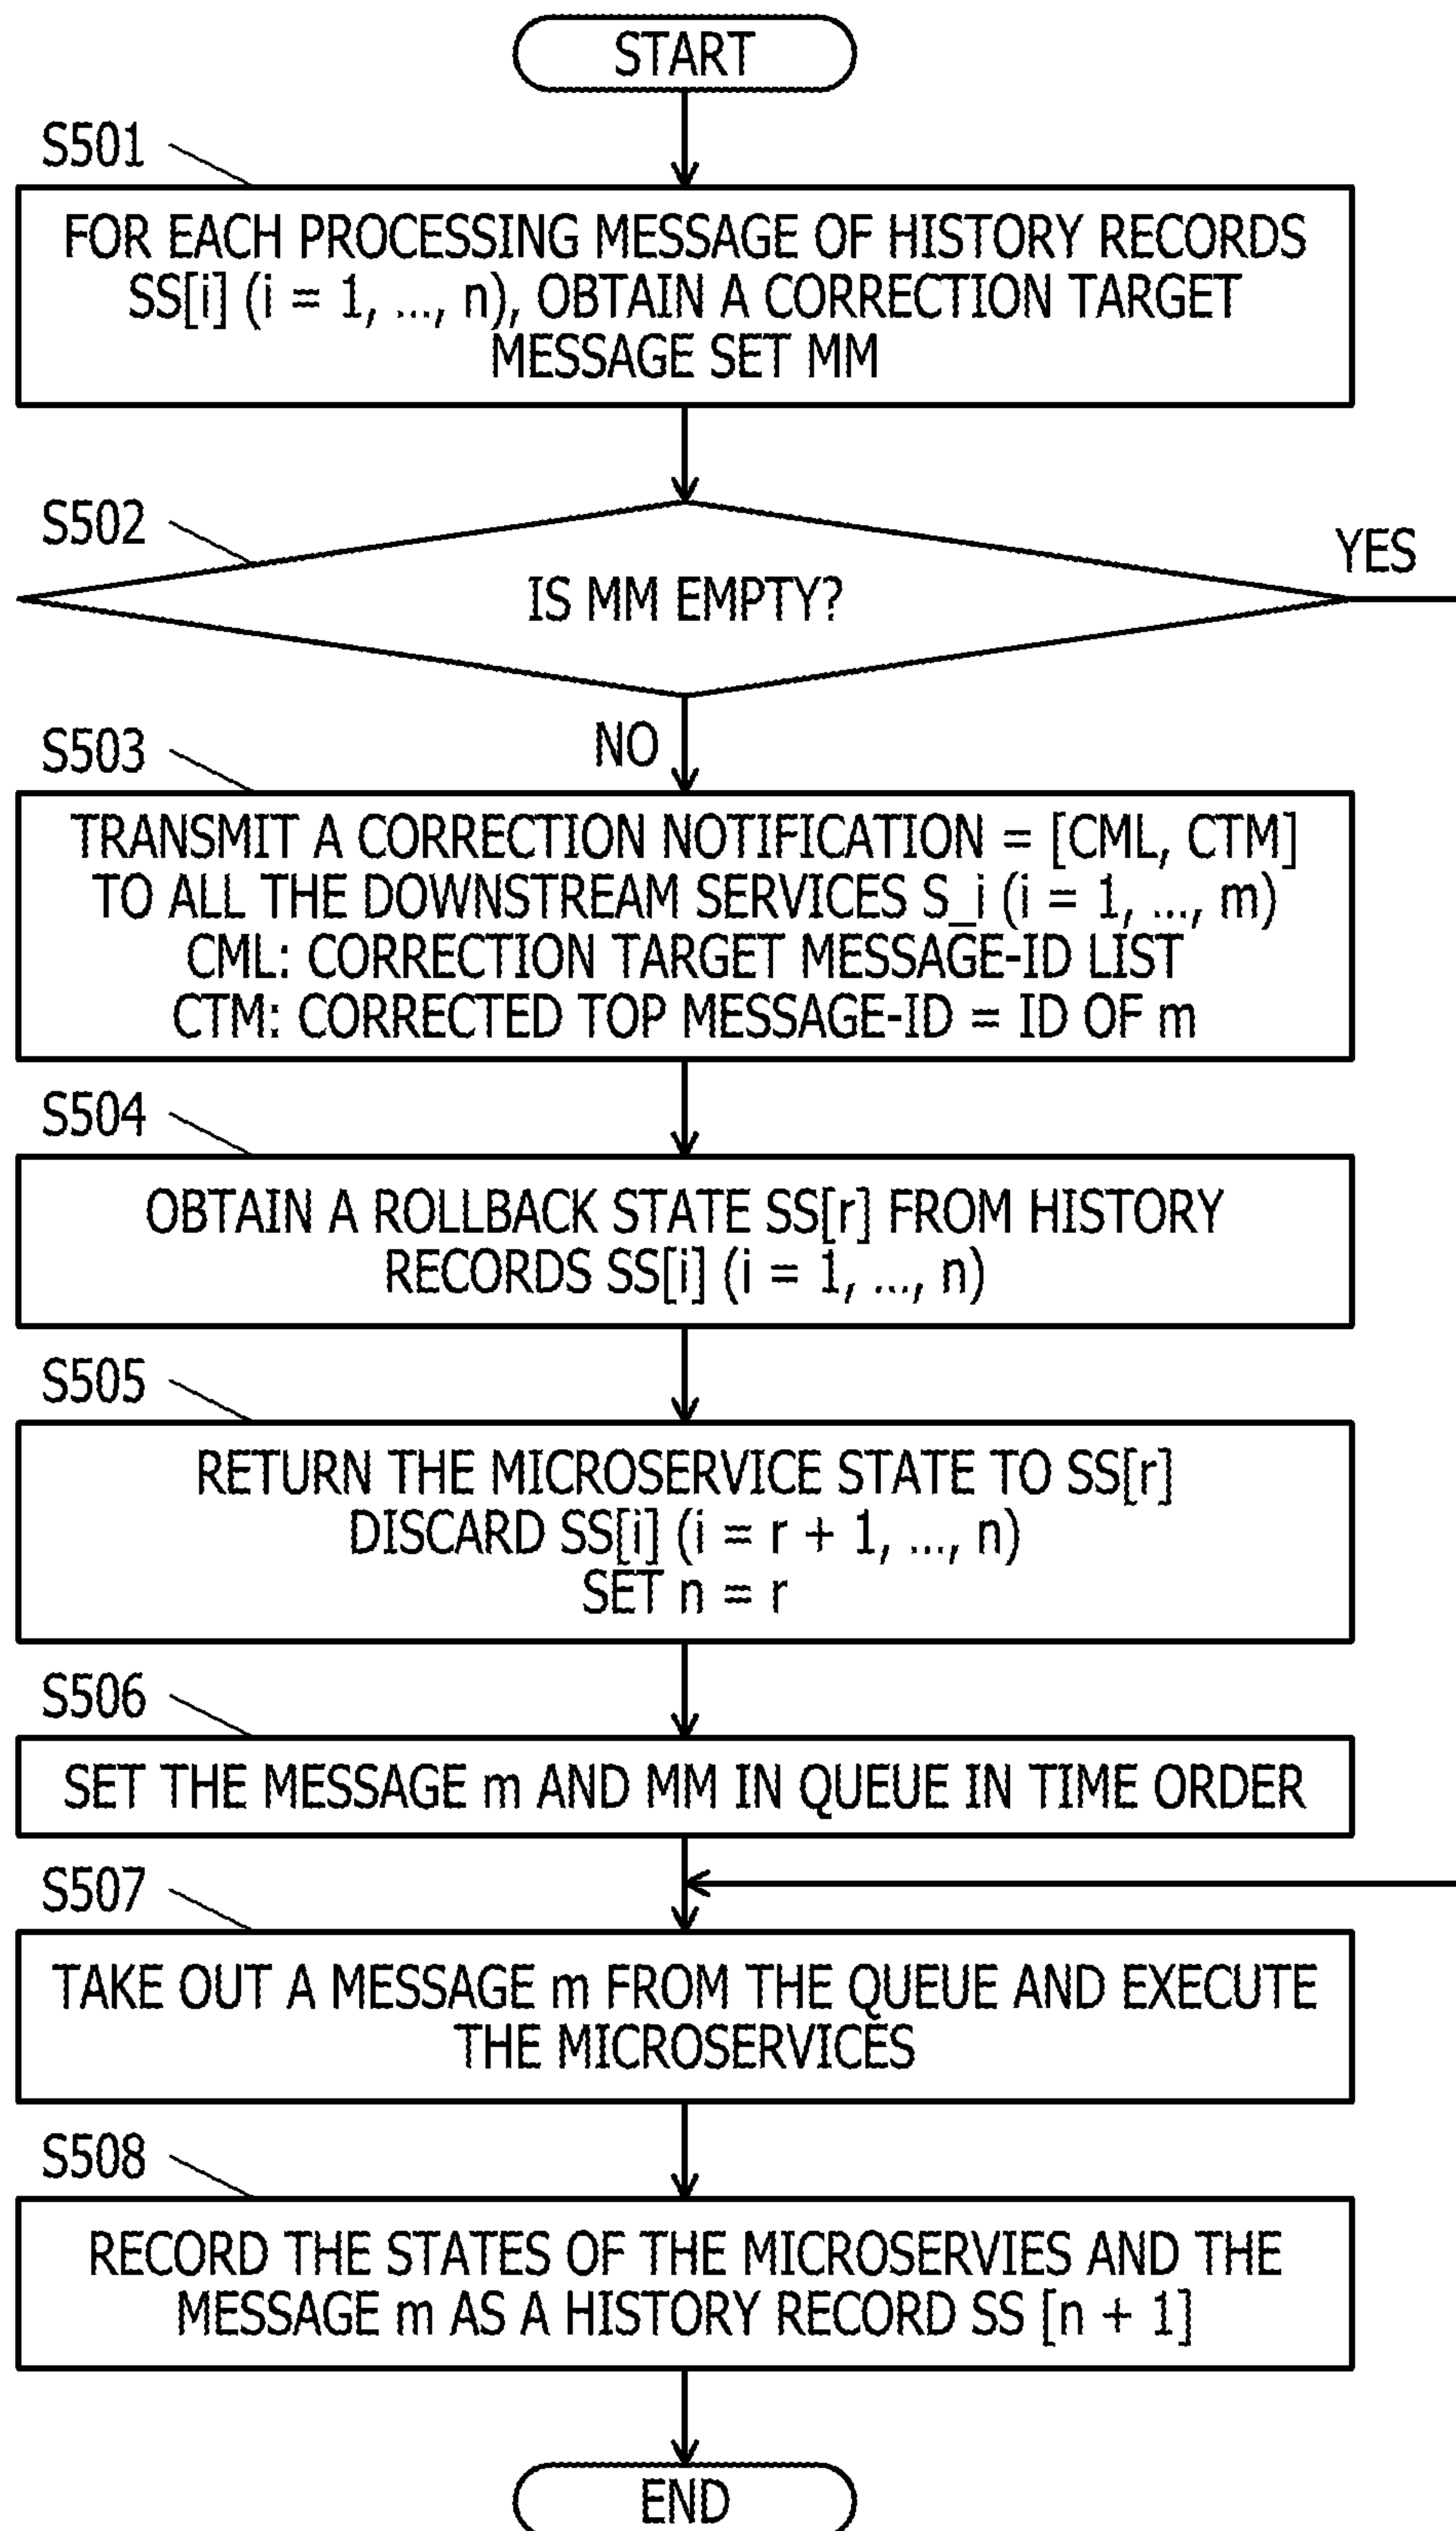 START
S501
FOR EACH PROCESSING MESSAGE OF HISTORY RECORDS
SS[i] (i = 1, ..., n), OBTAIN A CORRECTION TARGET
MESSAGE SET MM
S502
IS MM EMPTY?
YES
NO
S503
TRANSMIT A CORRECTION NOTIFICATION = [CML, CTM]
TO ALL THE DOWNSTREAM SERVICES S_i (i = 1, ..., m)
CML: CORRECTION TARGET MESSAGE-ID LIST
CTM: CORRECTED TOP MESSAGE-ID = ID OF m
S504
OBTAIN A ROLLBACK STATE SS[r] FROM HISTORY
RECORDS SS[i] (i = 1, ..., n)
S505
RETURN THE MICROSERVICE STATE TO SS[r]
DISCARD SS[i] (i = r + 1, ..., n)
SET n = r
S506
SET THE MESSAGE m AND MM IN QUEUE IN TIME ORDER
S507
TAKE OUT A MESSAGE m FROM THE QUEUE AND EXECUTE
THE MICROSERVICES
S508
RECORD THE STATES OF THE MICROSERVIES AND THE
MESSAGE m AS A HISTORY RECORD SS [n + 1]
END